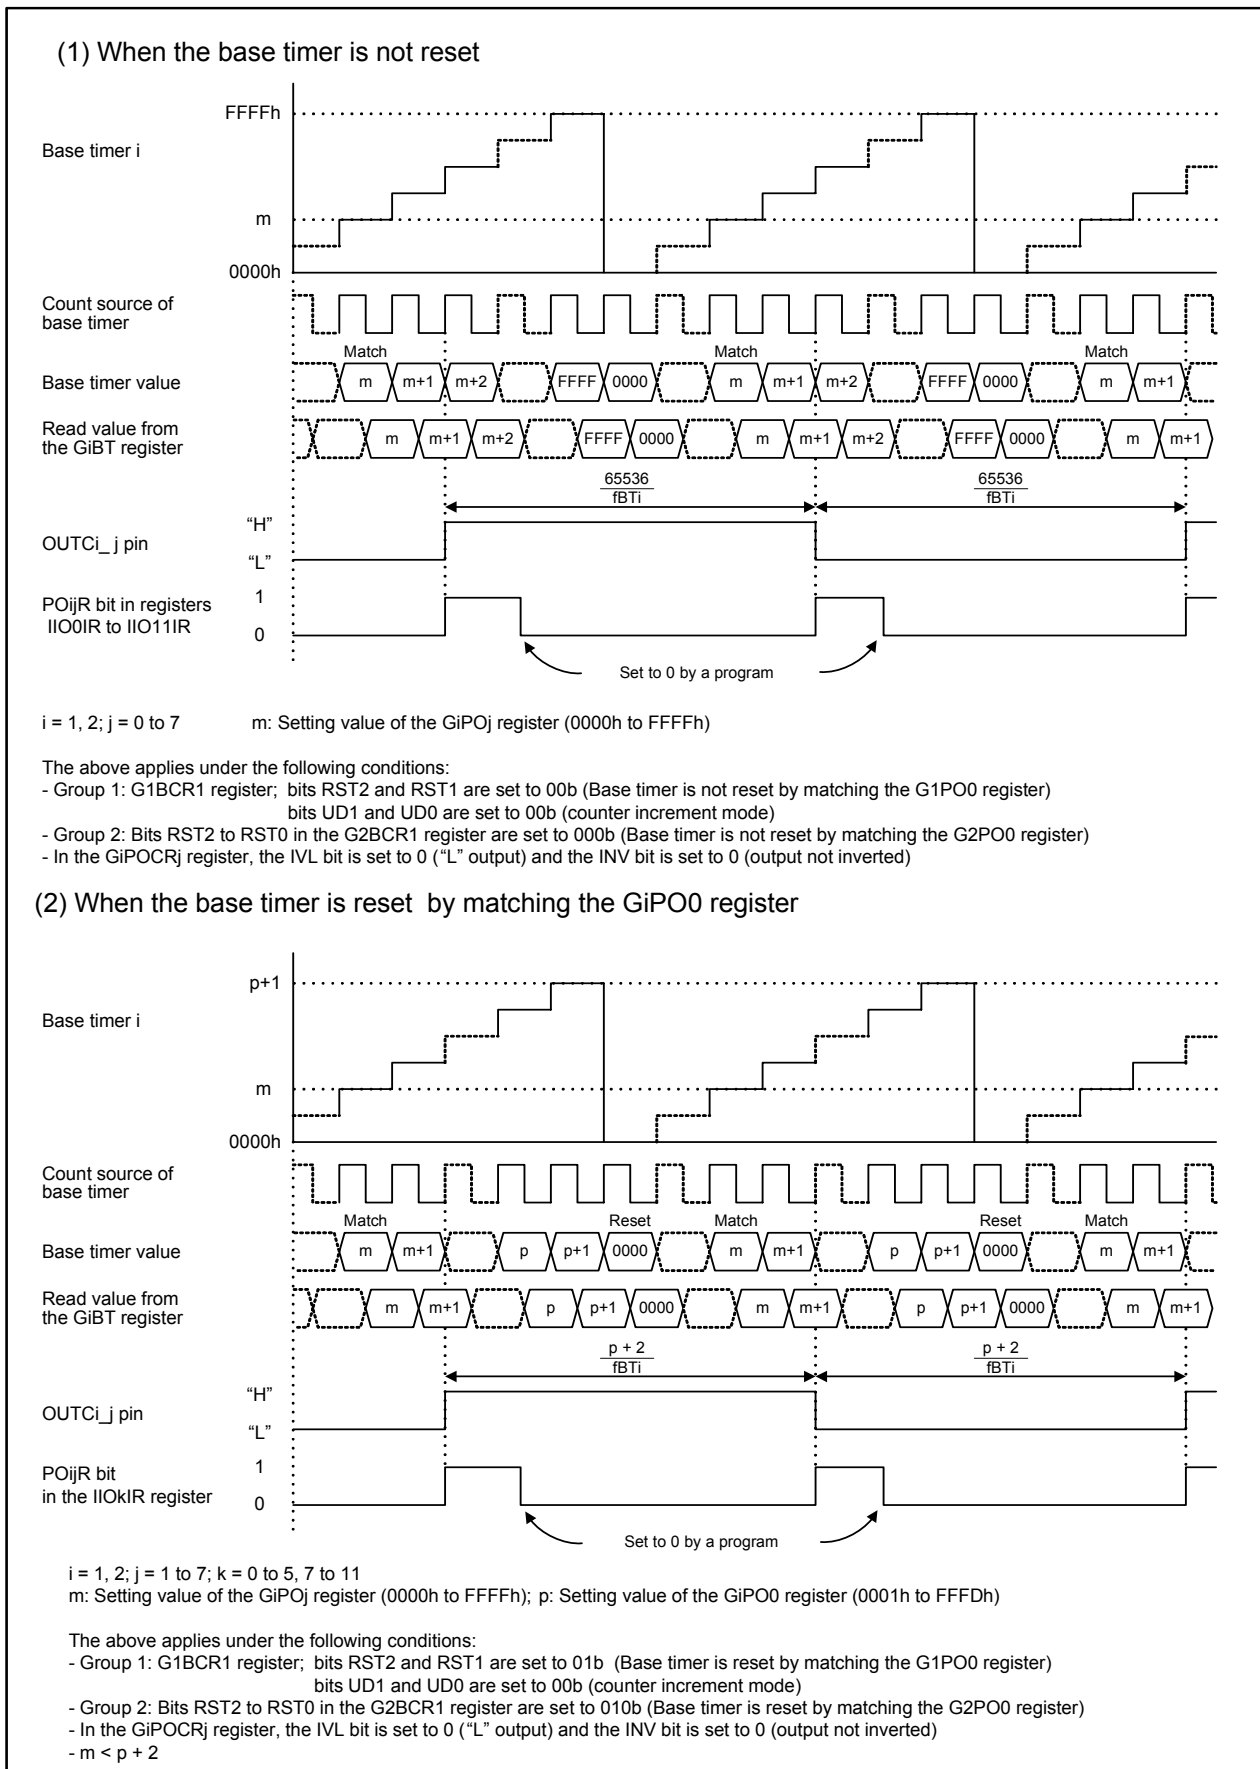 (1) When the base timer is not reset
FFFFh
Base timer i
m
0000h
Count source of
base timer
Match Match Match
Base timer value m m+1 m+2 FFFF 0000 m m+1 m+2 FFFF 0000 m m+1
Read value from
the GiBT register m m+1 m+2 FFFF 0000 m m+1 m+2 FFFF 0000 m m+1
65536 65536
fBTi fBTi
“H”
OUTCi_ j pin
“L”
POijR bit in registers 1
IIO0IR to IIO11IR 0
Set to 0 by a program
i = 1, 2; j = 0 to 7 m: Setting value of the GiPOj register (0000h to FFFFh)
The above applies under the following conditions:
- Group 1: G1BCR1 register; bits RST2 and RST1 are set to 00b (Base timer is not reset by matching the G1PO0 register)
bits UD1 and UD0 are set to 00b (counter increment mode)
- Group 2: Bits RST2 to RST0 in the G2BCR1 register are set to 000b (Base timer is not reset by matching the G2PO0 register)
- In the GiPOCRj register, the IVL bit is set to 0 (“L” output) and the INV bit is set to 0 (output not inverted)
(2) When the base timer is reset by matching the GiPO0 register
p+1
Base timer i
m
0000h
Count source of
base timer
Match Reset Match Reset Match
Base timer value m m+1 p p+1 0000 m m+1 p p+1 0000 m m+1
Read value from
the GiBT register m m+1 p p+1 0000 m m+1 p p+1 0000 m m+1
p + 2 p + 2
fBTi fBTi
“H”
OUTCi_j pin
“L”
POijR bit 1
in the IIOkIR register 0
Set to 0 by a program
i = 1, 2; j = 1 to 7; k = 0 to 5, 7 to 11
m: Setting value of the GiPOj register (0000h to FFFFh); p: Setting value of the GiPO0 register (0001h to FFFDh)
The above applies under the following conditions:
- Group 1: G1BCR1 register; bits RST2 and RST1 are set to 01b (Base timer is reset by matching the G1PO0 register)
bits UD1 and UD0 are set to 00b (counter increment mode)
- Group 2: Bits RST2 to RST0 in the G2BCR1 register are set to 010b (Base timer is reset by matching the G2PO0 register)
- In the GiPOCRj register, the IVL bit is set to 0 (“L” output) and the INV bit is set to 0 (output not inverted)
- m < p + 2